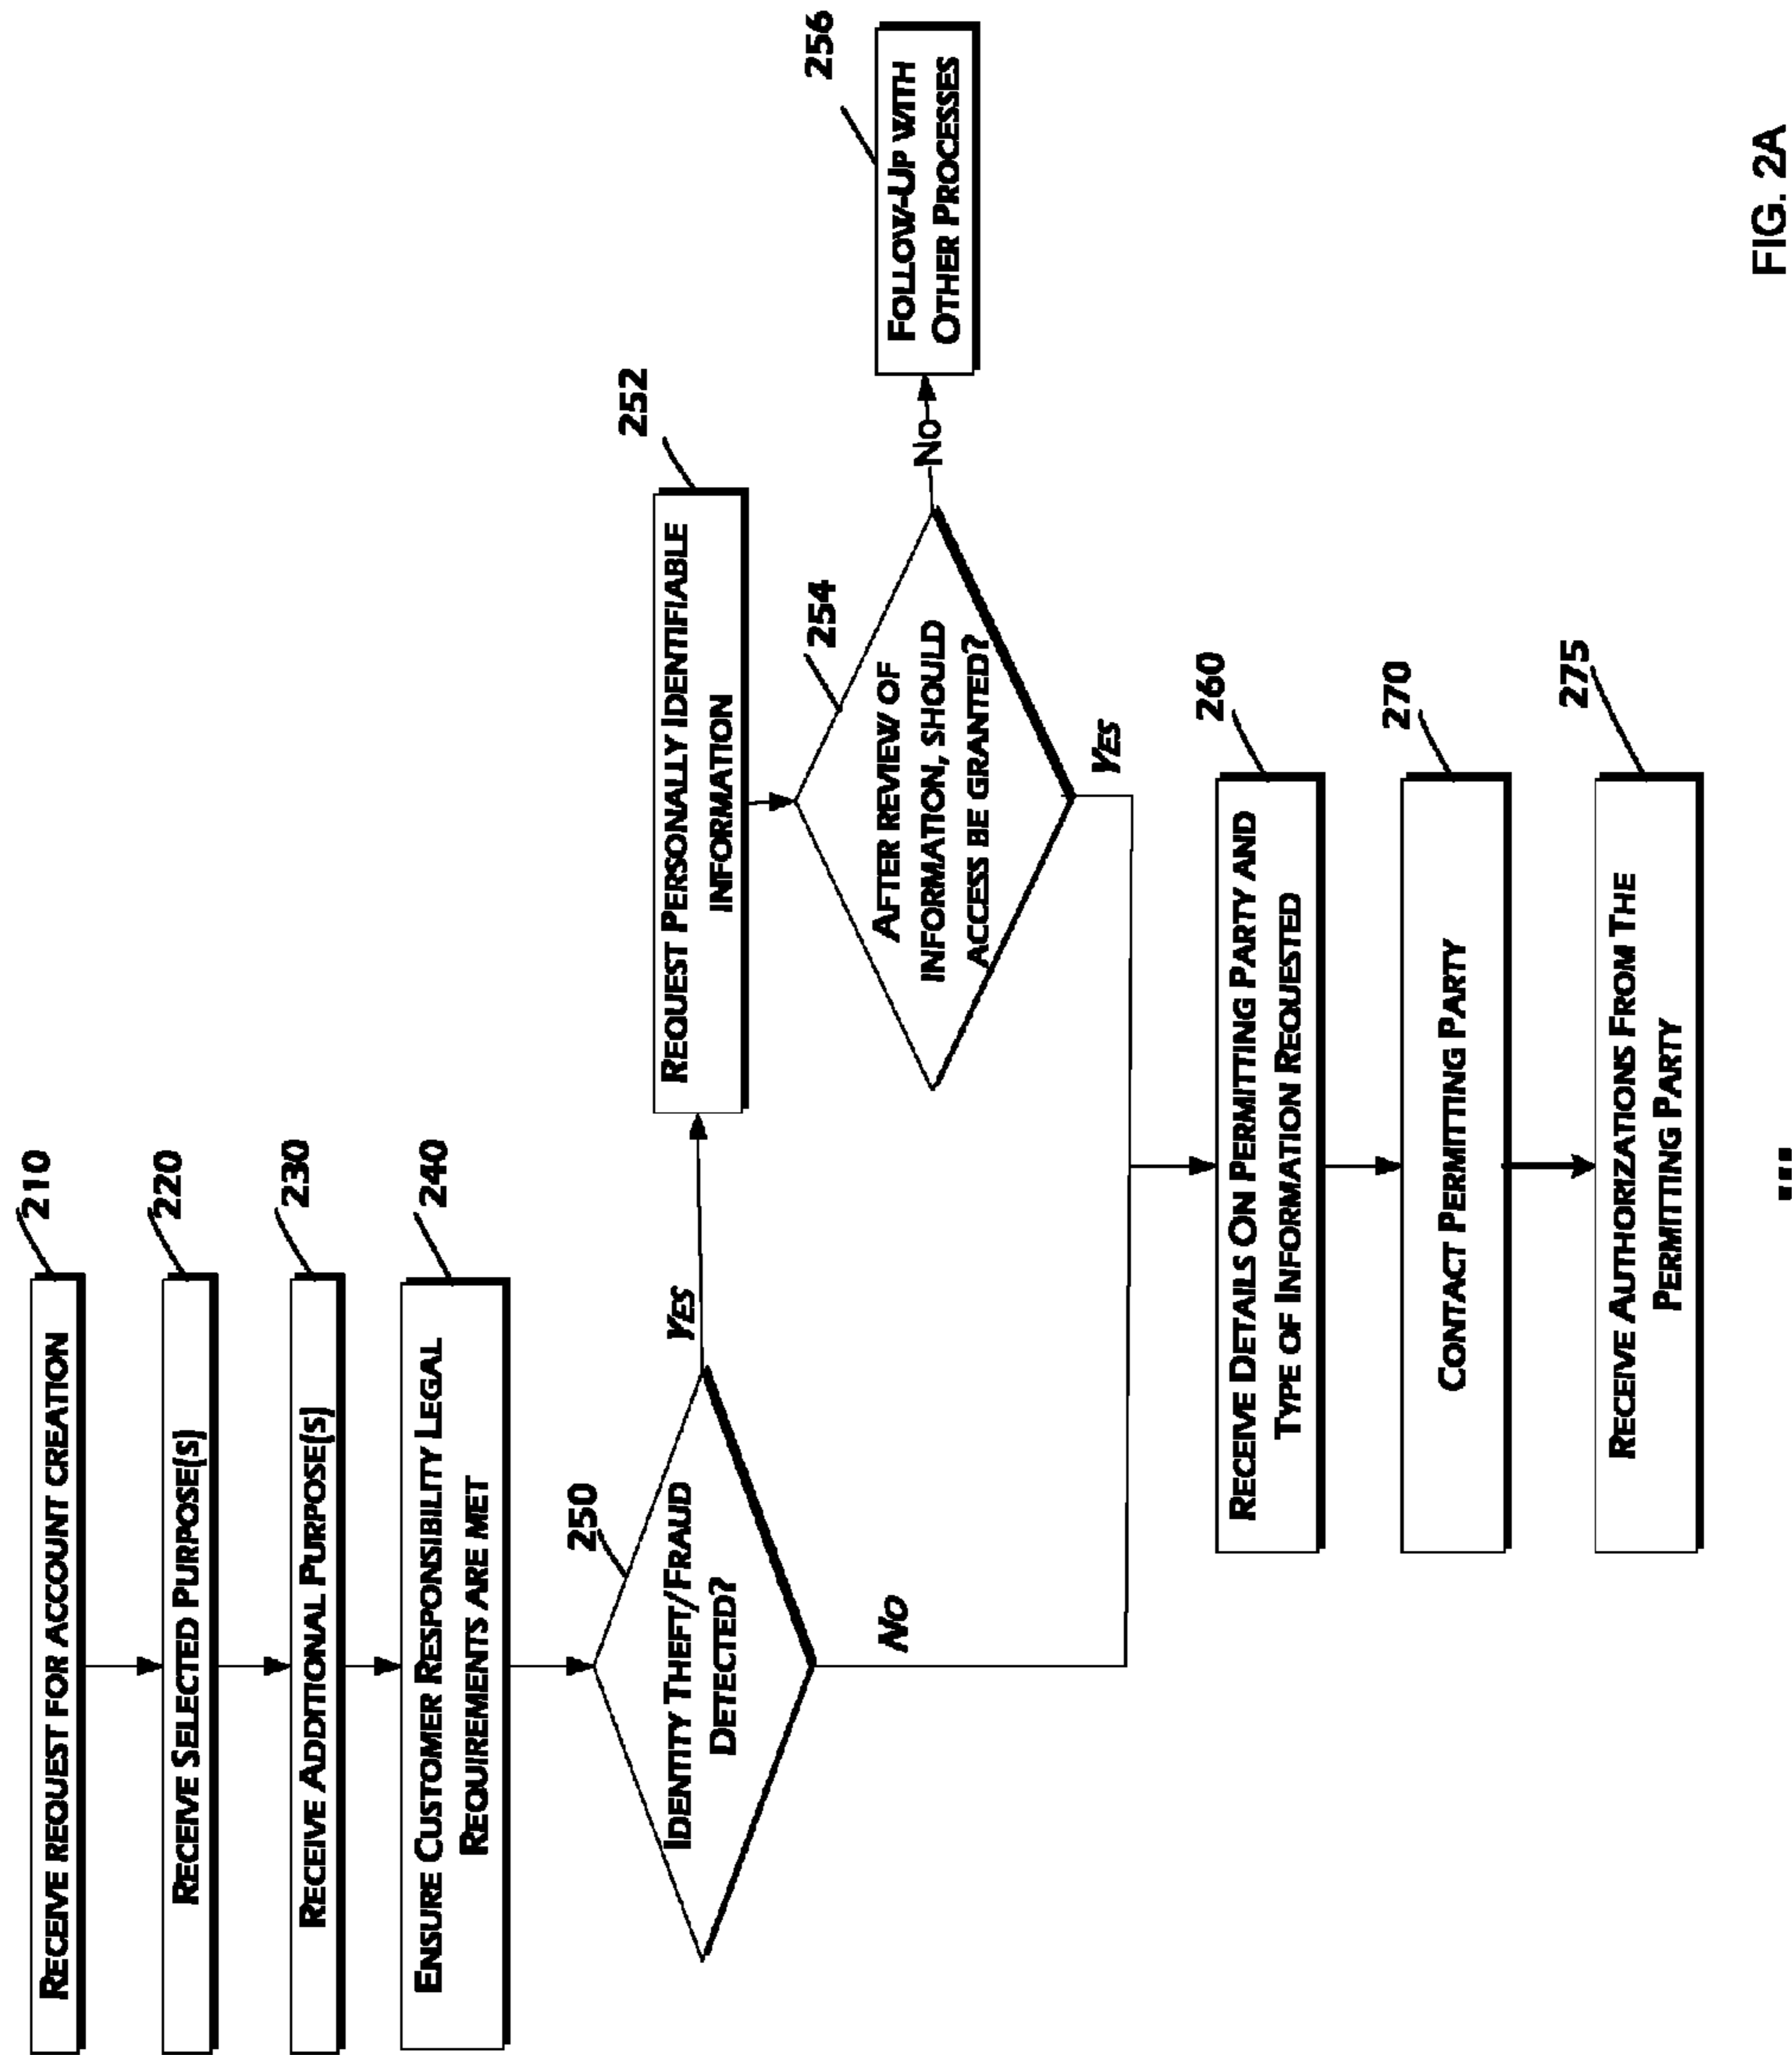 210
RECEIVE REQUEST FOR ACCOUNT CREATION
220
RECEIVE SELECTED PURPOSE(S)
230
RECEIVE ADDITIONAL PURPOSE(S)
240
ENSURE CUSTOMER RESPONSIBILITY LEGAL
REQUIREMENTS ARE MET
250
IDENTITY THEFT/FRAUD
DETECTED?
YES
NO
252
REQUEST PERSONALLY IDENTIFIABLE
INFORMATION
254
AFTER REVIEW OF
INFORMATION, SHOULD
ACCESS BE GRANTED?
NO
YES
256
FOLLOW-UP WITH
OTHER PROCESSES
260
RECEIVE DETAILS ON PERMITTING PARTY AND
TYPE OF INFORMATION REQUESTED
270
CONTACT PERMITTING PARTY
275
RECEIVE AUTHORIZATIONS FROM THE
PERMITTING PARTY
FIG. 2A